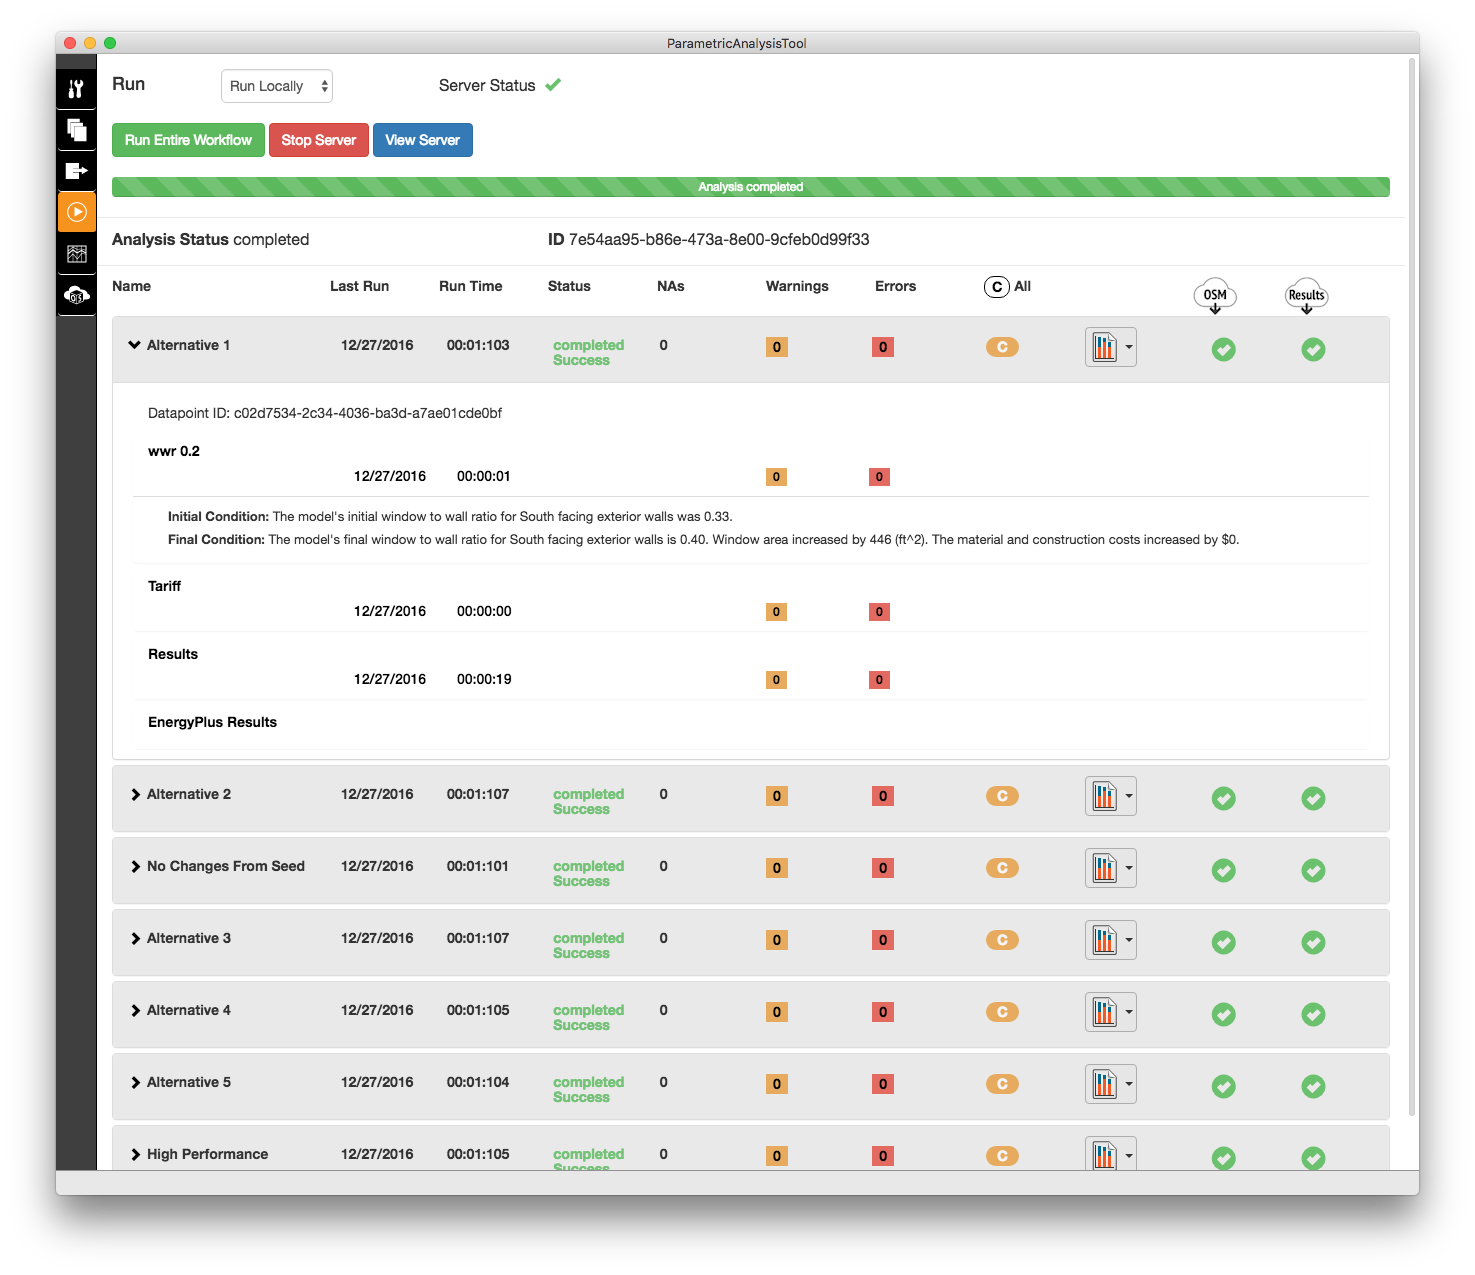 ParametricAnalysisTool
Run Run Locally Server Status
Run Entire Workflow Stop Server View Server
Analysis completed
Analysis Status completed ID 7e54aa95-b86e-473a-8e00-9cfeb0d99f33
Name Last Run Run Time Status NAs Warnings Errors C All OSM Results
Alternative 1 12/27/2016 00:01:103 completed 0 0 0 C
Success
Datapoint ID: c02d7534-2c34-4036-ba3d-a7ae01cde0bf
wwr 0.2
12/27/2016 00:00:01 0 0
Initial Condition: The model's initial window to wall ratio for South facing exterior walls was 0.33.
Final Condition: The model's final window to wall ratio for South facing exterior walls is 0.40. Window area increased by 446 (ft^2). The material and construction costs increased by $0.
Tariff
12/27/2016 00:00:00 0 0
Results
12/27/2016 00:00:19 0 0
EnergyPlus Results
Alternative 2 12/27/2016 00:01:107 completed 0 0 0 C
Success
No Changes From Seed 12/27/2016 00:01:101 completed 0 0 0 C
Success
Alternative 3 12/27/2016 00:01:107 completed 0 0 0 C
Success
Alternative 4 12/27/2016 00:01:105 completed 0 0 0 C
Success
Alternative 5 12/27/2016 00:01:104 completed 0 0 0 C
Success
High Performance 12/27/2016 00:01:105 completed 0 0 0 C
Success